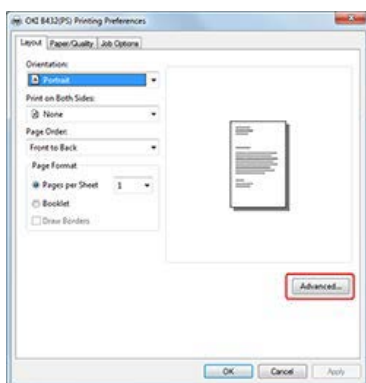 OKI B432(PS) Printing Preferences
Layout Paper/Quality Job Options
Orientation:
Portrait
Print on Both Sides:
None
Page Order:
Front to Back
Page Format
Pages per Sheet 1
Booklet
Draw Borders
Advanced...
OK Cancel Apply